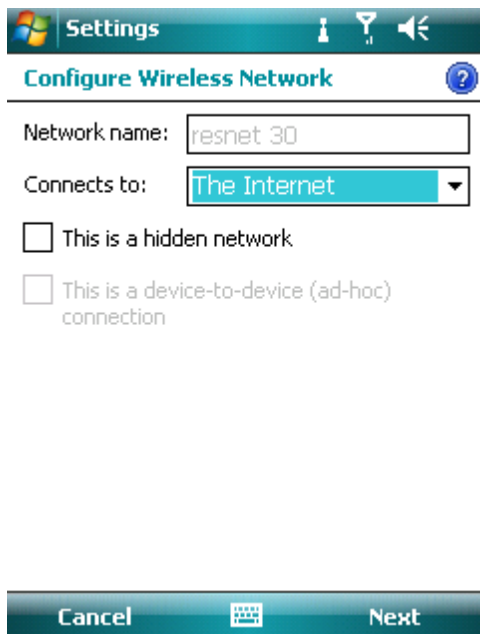 Settings
Configure Wireless Network
?
Network name: resnet 30
Connects to: The Internet
This is a hidden network
This is a device-to-device (ad-hoc)
connection
Cancel Next